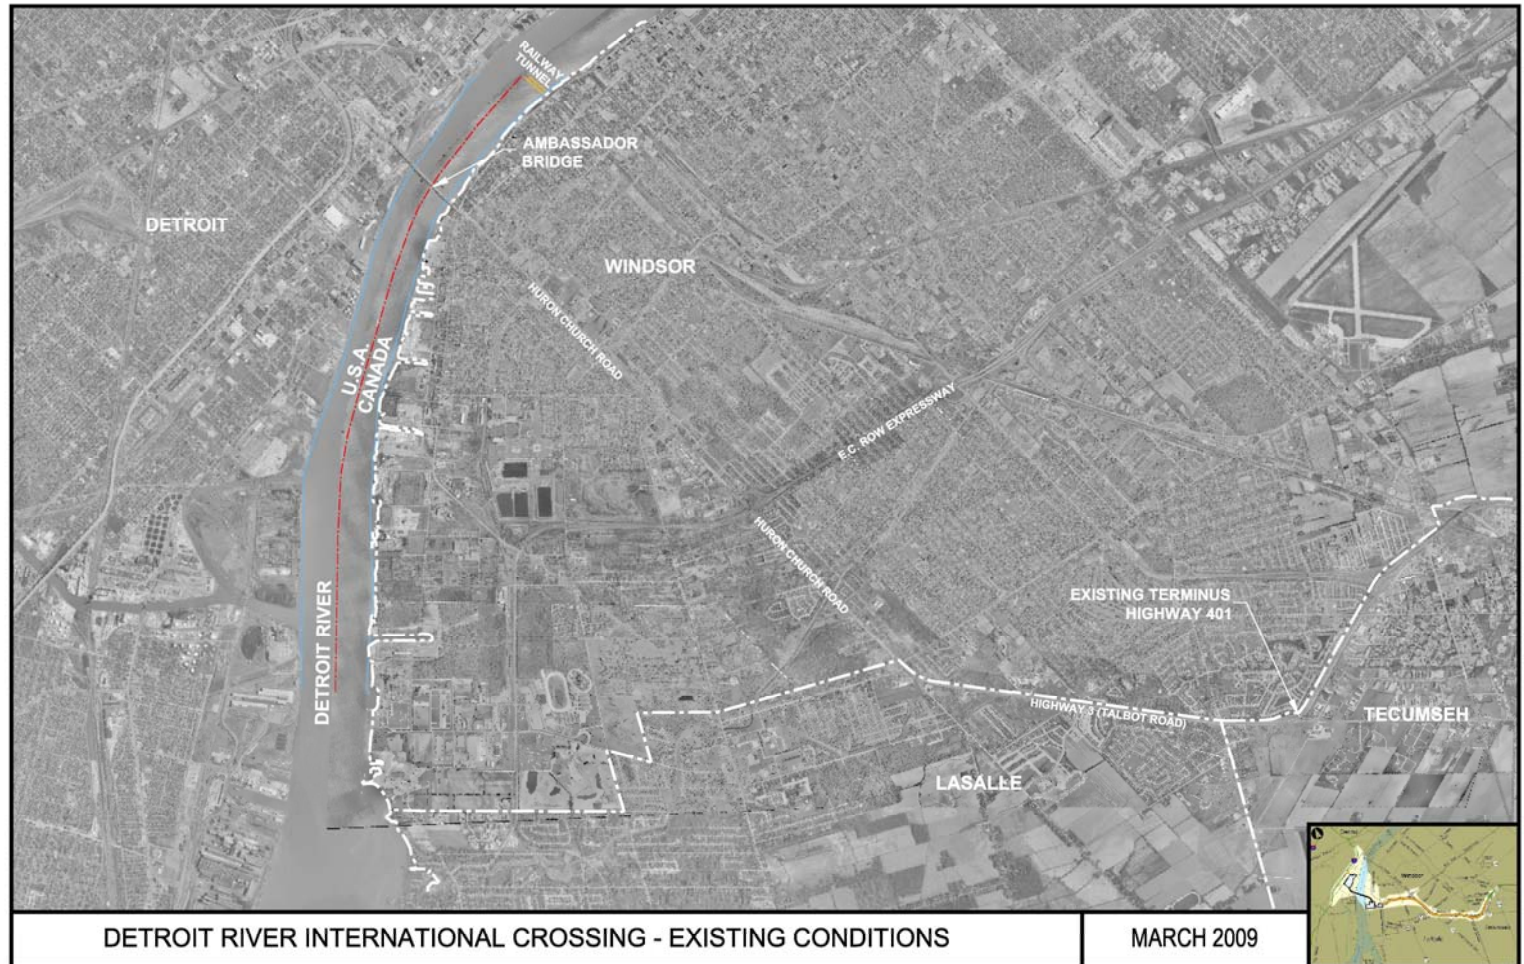 RAILWAY
TUNNEL
AMBASSADOR
BRIDGE
DETROIT
WINDSOR
HURON CHURCH ROAD
U.S.A.
CANADA
E.C. ROW EXPRESSWAY
HURON CHURCH ROAD
EXISTING TERMINUS
HIGHWAY 401
DETROIT RIVER
HIGHWAY 3 (TALBOT ROAD)
TECUMSEH
LASALLE
DETROIT RIVER INTERNATIONAL CROSSING - EXISTING CONDITIONS
MARCH 2009